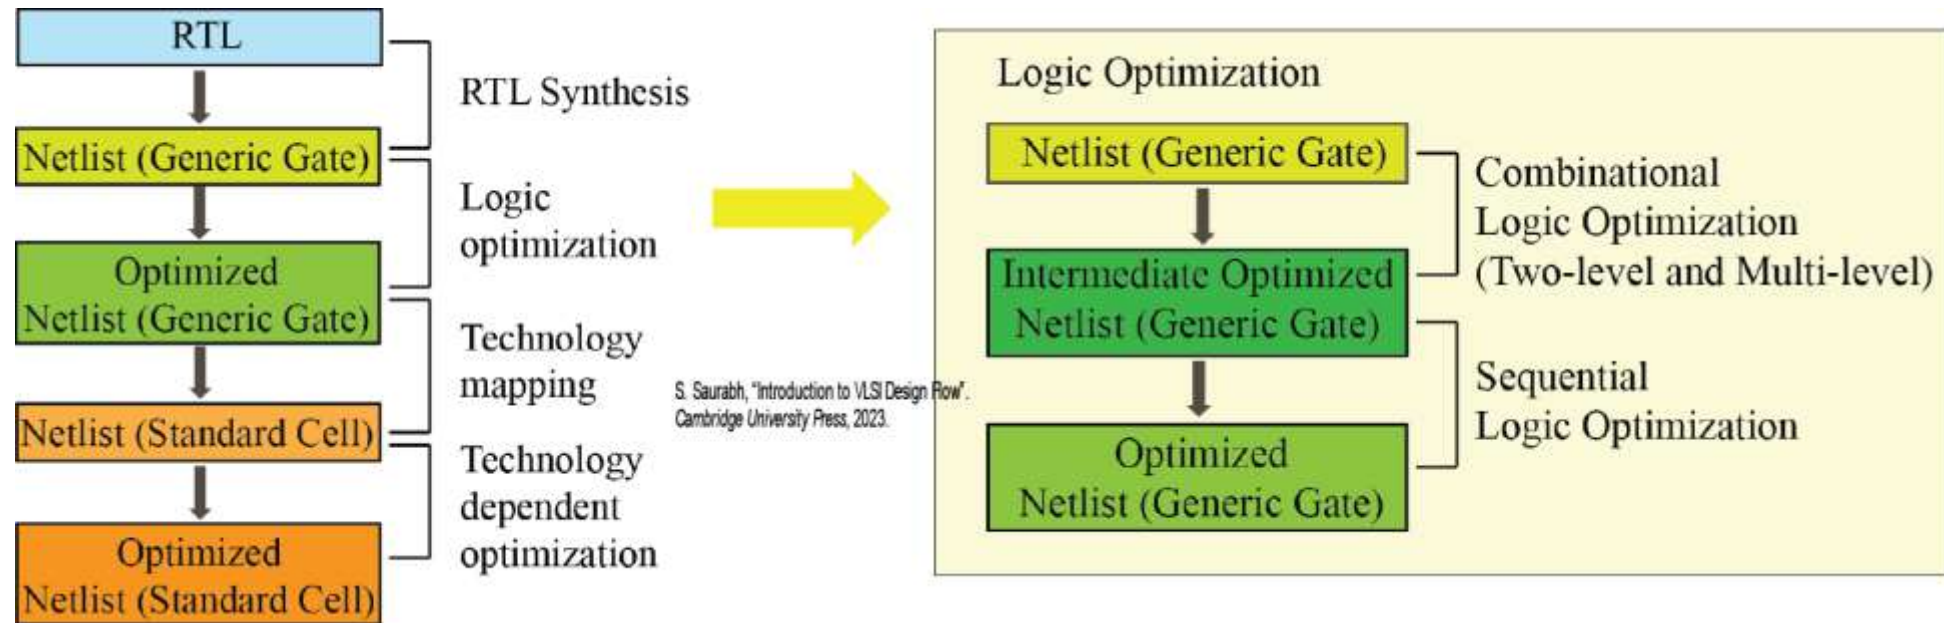 RTL
RTL Synthesis
Netlist (Generic Gate)
Logic
optimization
Optimized
Netlist (Generic Gate)
Technology
mapping
Netlist (Standard Cell)
Technology
dependent
optimization
Optimized
Netlist (Standard Cell)
S. Saurabh, "Introduction to VLSI Design Flow".
Cambridge University Press, 2023.
Logic Optimization
Netlist (Generic Gate)
Combinational
Logic Optimization
(Two-level and Multi-level)
Intermediate Optimized
Netlist (Generic Gate)
Sequential
Logic Optimization
Optimized
Netlist (Generic Gate)